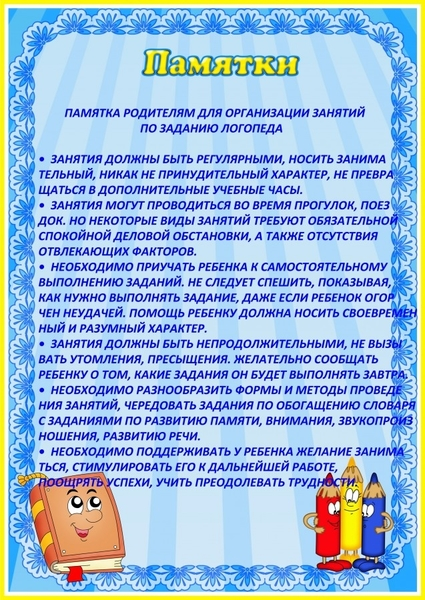 Памятки
ПАМЯТКА РОДИТЕЛЯМ ДЛЯ ОРГАНИЗАЦИИ ЗАНЯТИЙ
ПО ЗАДАНИЮ ЛОГОПЕДА
• ЗАНЯТИЯ ДОЛЖНЫ БЫТЬ РЕГУЛЯРНЫМИ, НОСИТЬ ЗАНИМА
ТЕЛЬНЫЙ, НИКАК НЕ ПРИНУДИТЕЛЬНЫЙ ХАРАКТЕР, НЕ ПРЕВРА
ЩАТЬСЯ В ДОПОЛНИТЕЛЬНЫЕ УЧЕБНЫЕ ЧАСЫ.
• ЗАНЯТИЯ МОГУТ ПРОВОДИТЬСЯ ВО ВРЕМЯ ПРОГУЛОК, ПОЕЗ
ДОК. НО НЕКОТОРЫЕ ВИДЫ ЗАНЯТИЙ ТРЕБУЮТ ОБЯЗАТЕЛЬНОЙ
СПОКОЙНОЙ ДЕЛОВОЙ ОБСТАНОВКИ, А ТАКЖЕ ОТСУТСТВИЯ
ОТВЛЕКАЮЩИХ ФАКТОРОВ.
• НЕОБХОДИМО ПРИУЧАТЬ РЕБЕНКА К САМОСТОЯТЕЛЬНОМУ
ВЫПОЛНЕНИЮ ЗАДАНИЙ. НЕ СЛЕДУЕТ СПЕШИТЬ, ПОКАЗЫВАЯ,
КАК НУЖНО ВЫПОЛНЯТЬ ЗАДАНИЕ, ДАЖЕ ЕСЛИ РЕБЕНОК ОГОР
ЧЕН НЕУДАЧЕЙ. ПОМОЩЬ РЕБЕНКУ ДОЛЖНА НОСИТЬ СВОЕВРЕМЕН
НЫЙ И РАЗУМНЫЙ ХАРАКТЕР.
• ЗАНЯТИЯ ДОЛЖНЫ БЫТЬ НЕПРОДОЛЖИТЕЛЬНЫМИ, НЕ ВЫЗЫ
ВАТЬ УТОМЛЕНИЯ, ПРЕСЫЩЕНИЯ. ЖЕЛАТЕЛЬНО СООБЩАТЬ
РЕБЕНКУ О ТОМ, КАКИЕ ЗАДАНИЯ ОН БУДЕТ ВЫПОЛНЯТЬ ЗАВТРА.
• НЕОБХОДИМО РАЗНООБРАЗИТЬ ФОРМЫ И МЕТОДЫ ПРОВЕДЕ
НИЯ ЗАНЯТИЙ, ЧЕРЕДОВАТЬ ЗАДАНИЯ ПО ОБОГАЩЕНИЮ СЛОВАРЯ
С ЗАДАНИЯМИ ПО РАЗВИТИЮ ПАМЯТИ, ВНИМАНИЯ, ЗВУКОПРОИЗ
НОШЕНИЯ, РАЗВИТИЮ РЕЧИ.
• НЕОБХОДИМО ПОДДЕРЖИВАТЬ У РЕБЕНКА ЖЕЛАНИЕ ЗАНИМА
ТЬСЯ, СТИМУЛИРОВАТЬ ЕГО К ДАЛЬНЕЙШЕЙ РАБОТЕ,
ПООЩРЯТЬ УСПЕХИ, УЧИТЬ ПРЕОДОЛЕВАТЬ ТРУДНОСТИ.